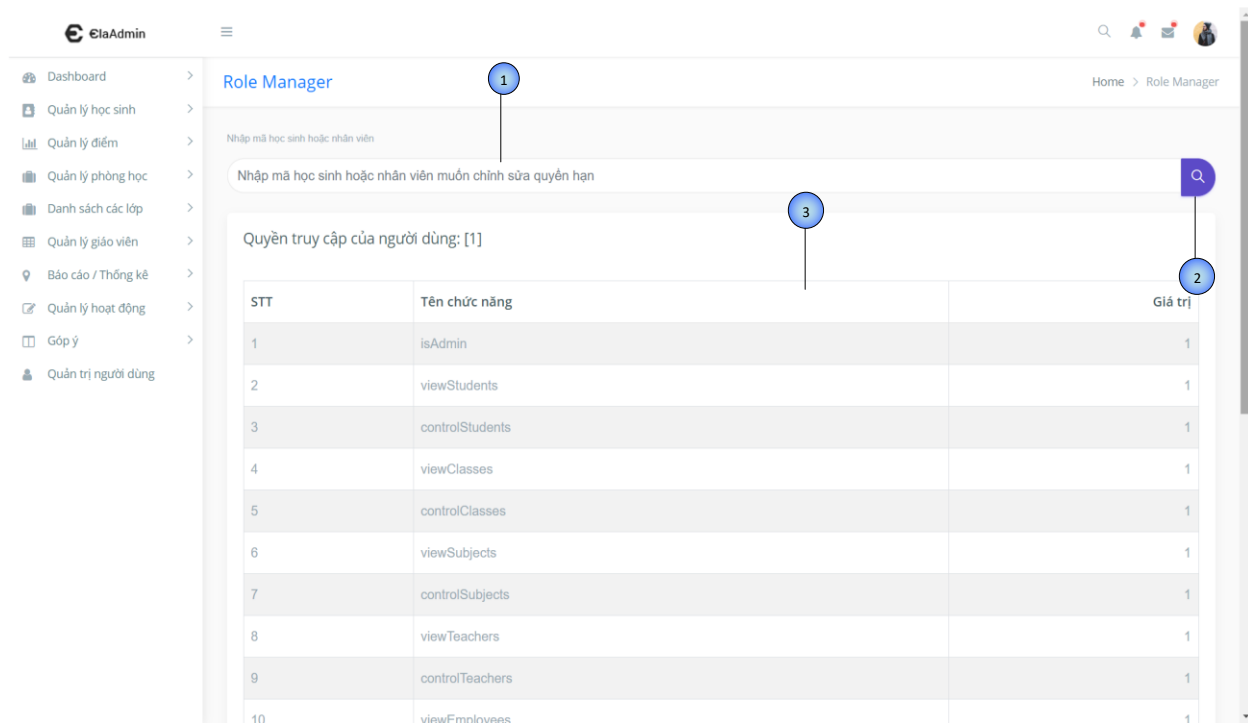 ElaAdmin
Dashboard
Quản lý học sinh
Quản lý điểm
Quản lý phòng học
Danh sách các lớp
Quản lý giáo viên
Báo cáo / Thống kê
Quản lý hoạt động
Góp ý
Quản trị người dùng
Role Manager
1
Home > Role Manager
Nhập mã học sinh hoặc nhân viên
Nhập mã học sinh hoặc nhân viên muốn chỉnh sửa quyền hạn
3
2
Quyền truy cập của người dùng: [1]
STT Tên chức năng Giá trị
1 isAdmin 1
2 viewStudents 1
3 controlStudents 1
4 viewClasses 1
5 controlClasses 1
6 viewSubjects 1
7 controlSubjects 1
8 viewTeachers 1
9 controlTeachers 1
10 viewEmployees 1